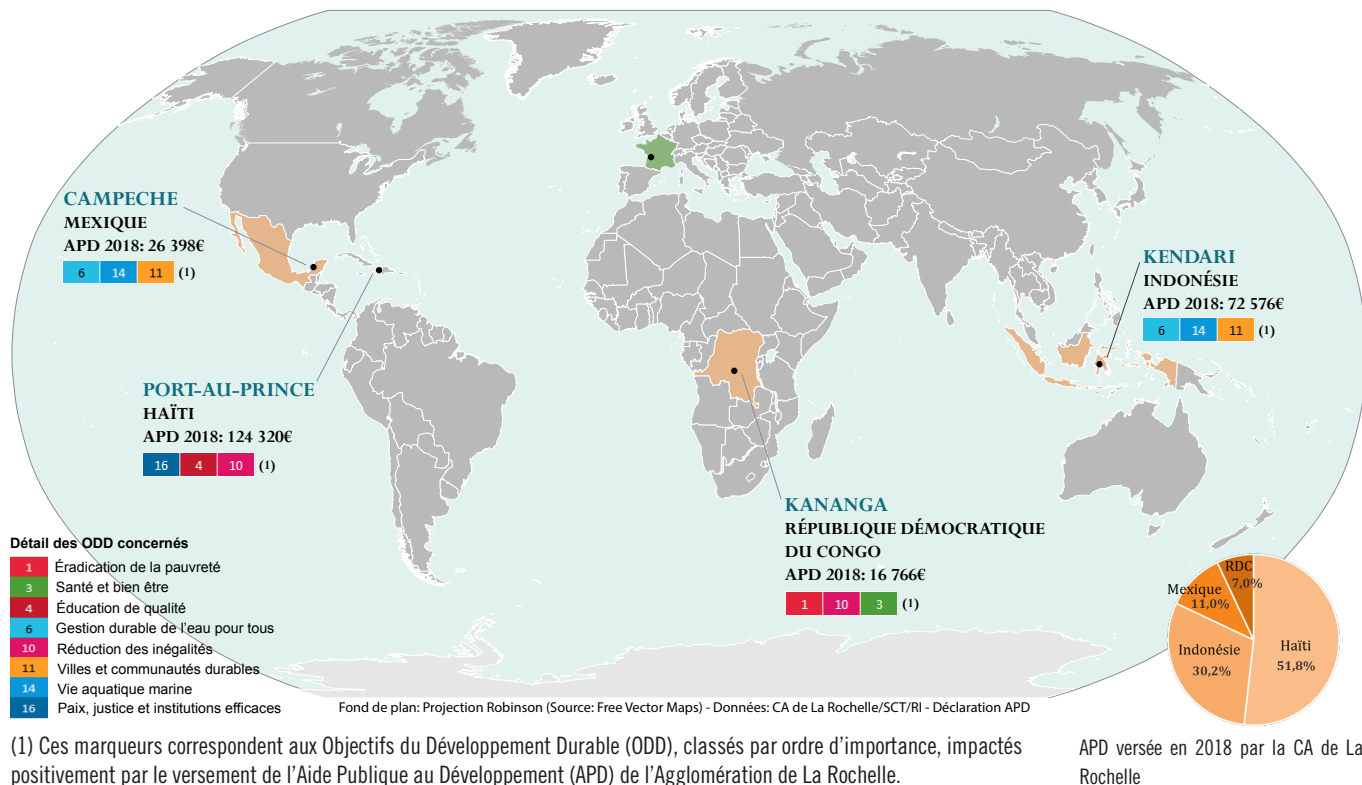 CAMPECHE
MEXIQUE
APD 2018: 26 398€
6 14 11 (1)
PORT-AU-PRINCE
HAÏTI
APD 2018: 124 320€
16 4 10 (1)
KENDARI
INDONÉSIE
APD 2018: 72 576€
6 14 11 (1)
KANANGA
RÉPUBLIQUE DÉMOCRATIQUE
DU CONGO
APD 2018: 16 766€
1 10 3 (1)
Détail des ODD concernés
1 Éradication de la pauvreté
3 Santé et bien être
4 Éducation de qualité
6 Gestion durable de l'eau pour tous
10 Réduction des inégalités
11 Villes et communautés durables
14 Vie aquatique marine
16 Paix, justice et institutions efficaces
Fond de plan: Projection Robinson (Source: Free Vector Maps) - Données: CA de La Rochelle/SCT/RI - Déclaration APD
RDC
7,0%
Mexique
11,0%
Indonésie
30,2%
Haïti
51,8%
(1) Ces marqueurs correspondent aux Objectifs du Développement Durable (ODD), classés par ordre d'importance, impactés
positivement par le versement de l'Aide Publique au Développement (APD) de l'Agglomération de La Rochelle.
APD versée en 2018 par la CA de La
Rochelle